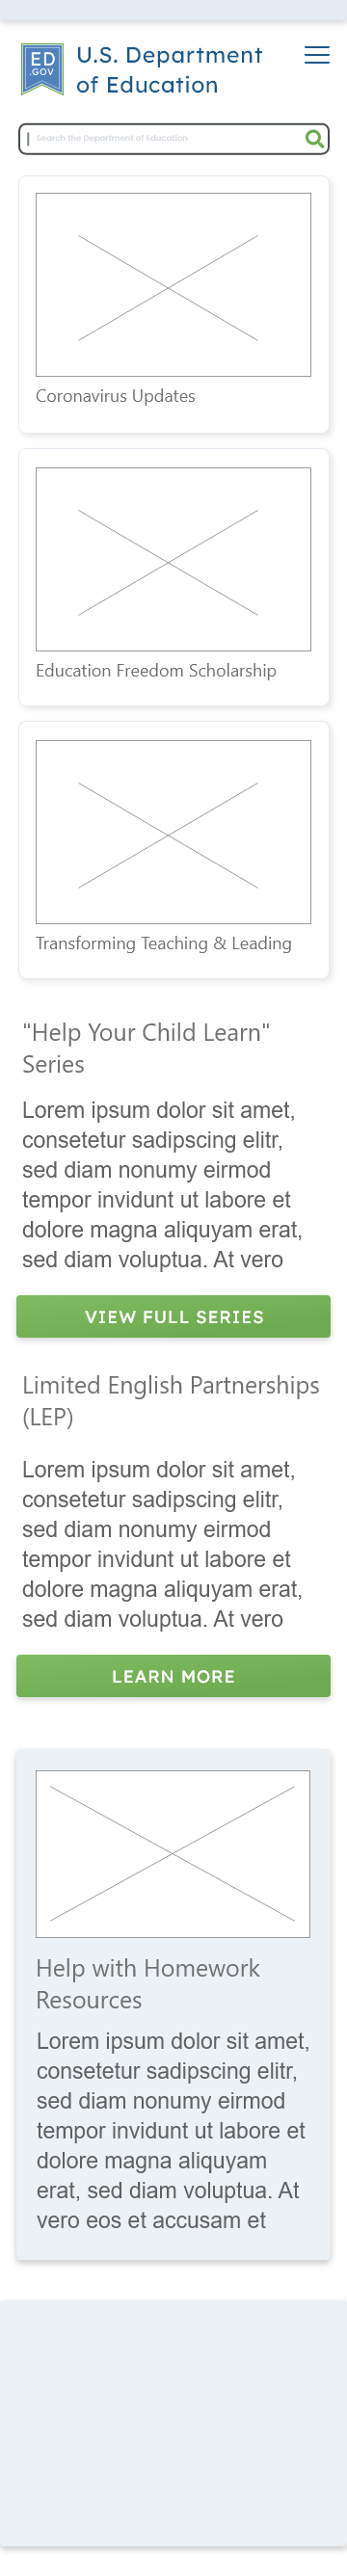 ED
.GOV
U.S. Department
of Education
Search the Department of Education
Coronavirus Updates
Education Freedom Scholarship
Transforming Teaching & Leading
"Help Your Child Learn"
Series
Lorem ipsum dolor sit amet,
consetetur sadipscing elitr,
sed diam nonumy eirmod
tempor invidunt ut labore et
dolore magna aliquyam erat,
sed diam voluptua. At vero
VIEW FULL SERIES
Limited English Partnerships
(LEP)
Lorem ipsum dolor sit amet,
consetetur sadipscing elitr,
sed diam nonumy eirmod
tempor invidunt ut labore et
dolore magna aliquyam erat,
sed diam voluptua. At vero
LEARN MORE
Help with Homework
Resources
Lorem ipsum dolor sit amet,
consetetur sadipscing elitr,
sed diam nonumy eirmod
tempor invidunt ut labore et
dolore magna aliquyam
erat, sed diam voluptua. At
vero eos et accusam et